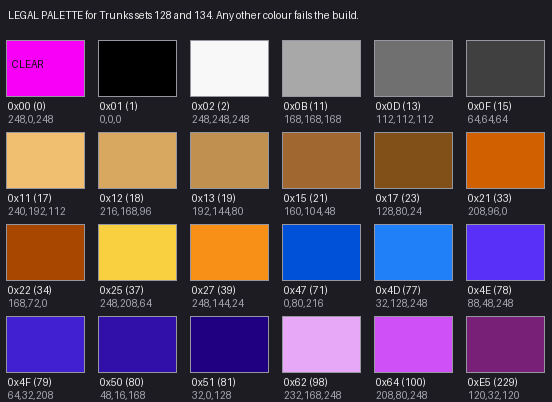 LEGAL PALETTE for Trunks sets 128 and 134. Any other colour fails the build.
CLEAR
0x00 (0) 0x01 (1) 0x02 (2) 0x0B (11) 0x0D (13) 0x0F (15)
248,0,248 0,0,0 248,248,248 168,168,168 112,112,112 64,64,64
0x11 (17) 0x12 (18) 0x13 (19) 0x15 (21) 0x17 (23) 0x21 (33)
240,192,112 216,168,96 192,144,80 160,104,48 128,80,24 208,96,0
0x22 (34) 0x25 (37) 0x27 (39) 0x47 (71) 0x4D (77) 0x4E (78)
168,72,0 248,208,64 248,144,24 0,80,216 32,128,248 88,48,248
0x4F (79) 0x50 (80) 0x51 (81) 0x62 (98) 0x64 (100) 0xE5 (229)
64,32,208 48,16,168 32,0,128 232,168,248 208,80,248 120,32,120